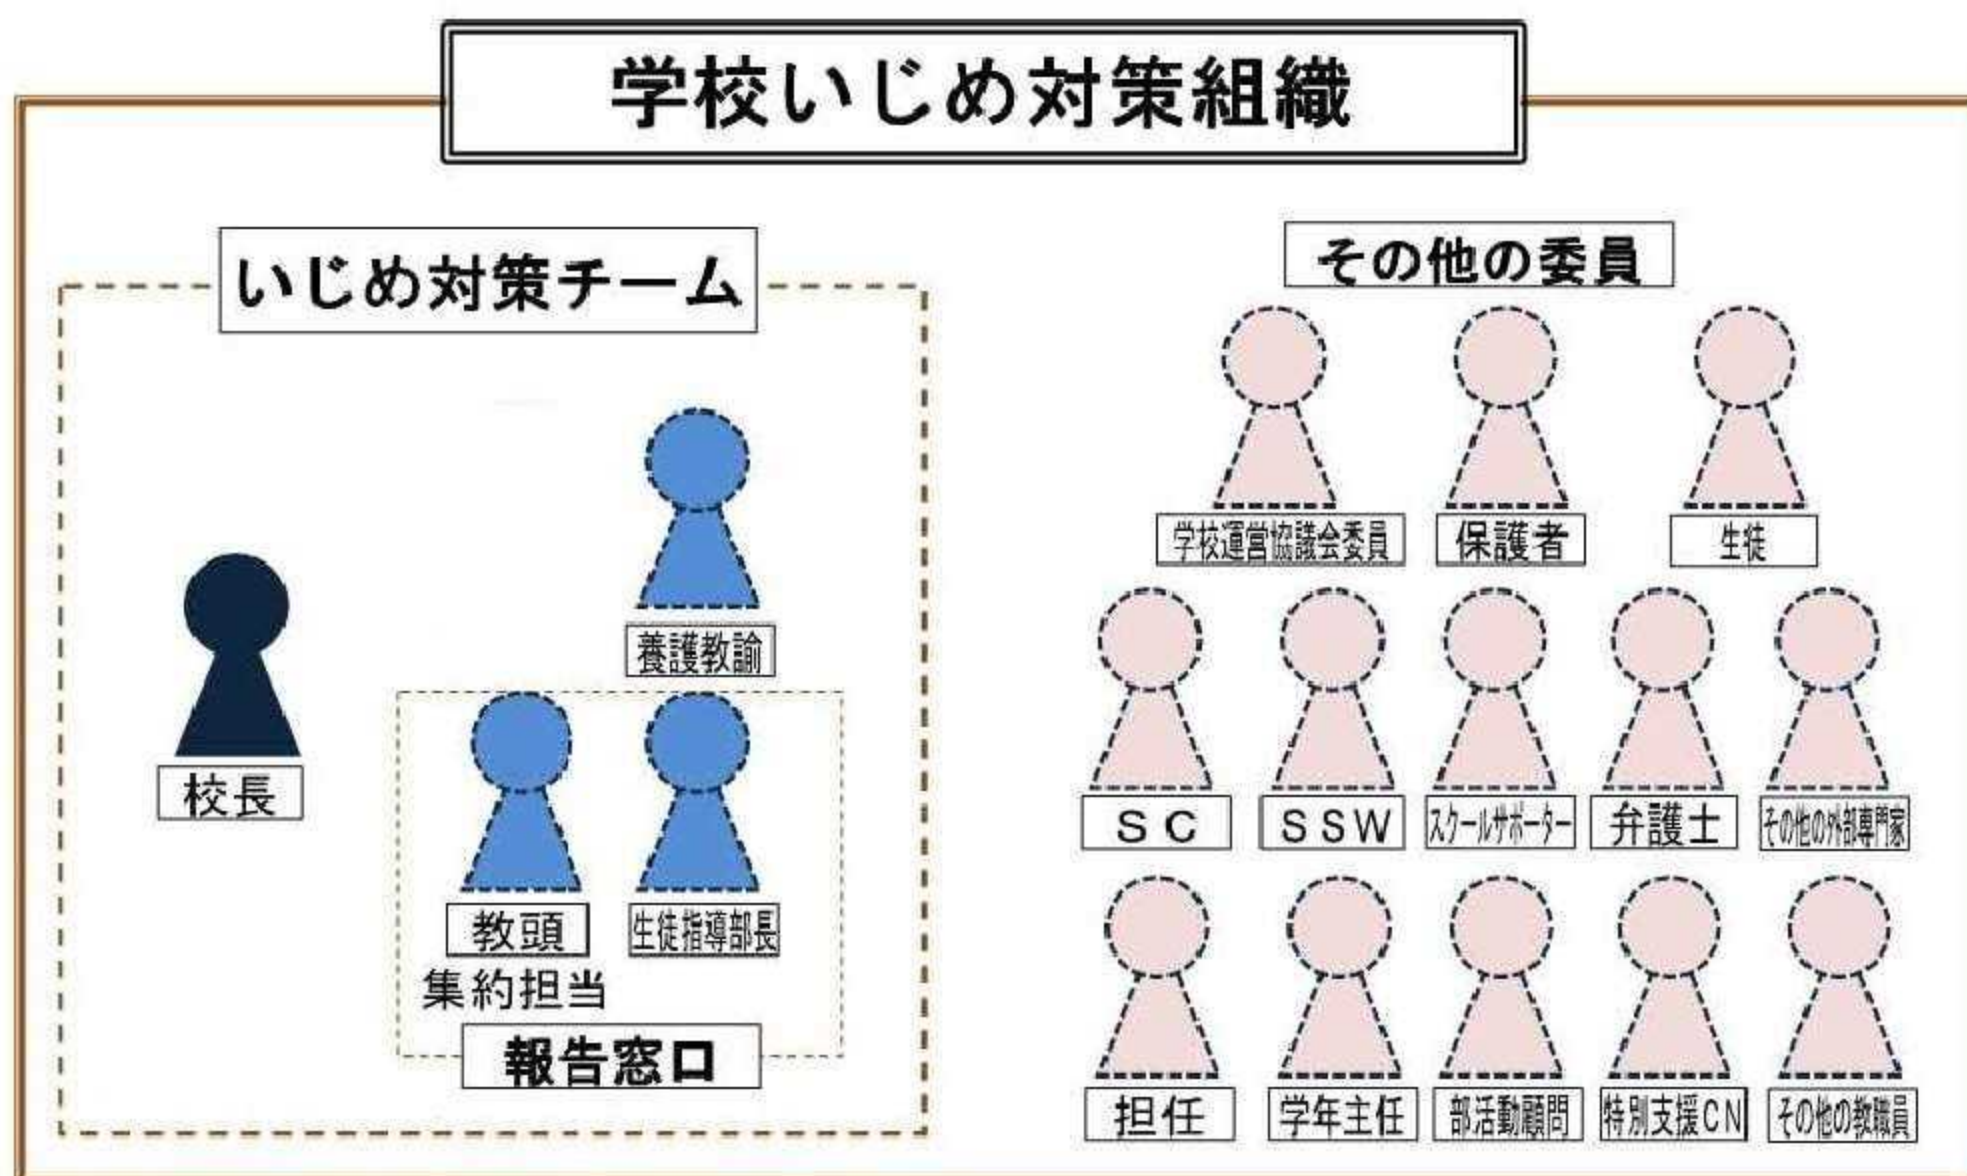 学校いじめ対策組織
いじめ対策チーム
養護教諭
校長
教頭
生徒指導部長
集約担当
報告窓口
その他の委員
学校運営協議会委員
保護者
生徒
ＳＣ
ＳＳＷ
スクールサポーター
弁護士
その他の外部専門家
担任
学年主任
部活動顧問
特別支援ＣＮ
その他の教職員